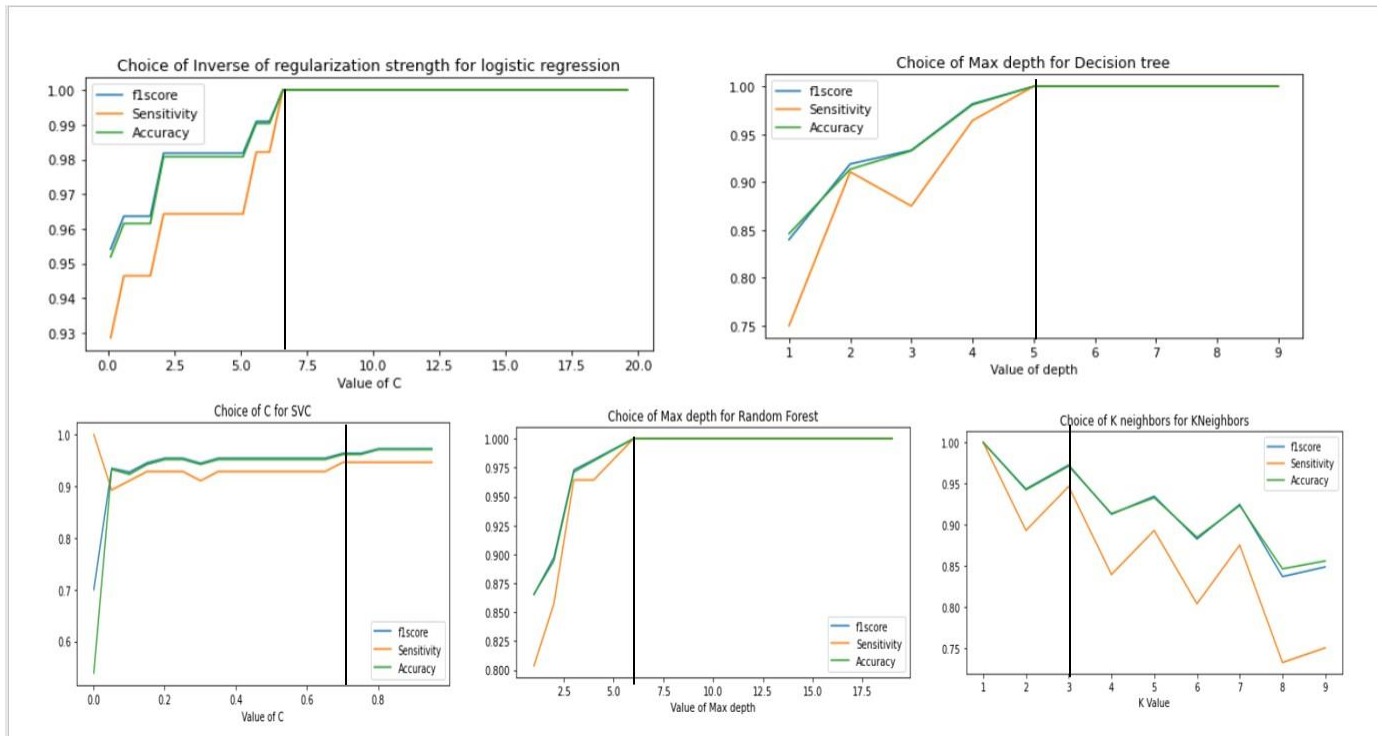 Choice of Inverse of regularization strength for logistic regression
f1score
Sensitivity
Accuracy
1.00
0.99
0.98
0.97
0.96
0.95
0.94
0.93
0.0 2.5 5.0 7.5 10.0 12.5 15.0 17.5 20.0
Value of C
Choice of Max depth for Decision tree
f1score
Sensitivity
Accuracy
1.00
0.95
0.90
0.85
0.80
0.75
1 2 3 4 5 6 7 8 9
Value of depth
Choice of C for SVC
1.0
0.9
0.8
0.7
0.6
f1score
Sensitivity
Accuracy
0.0 0.2 0.4 0.6 0.8
Value of C
Choice of Max depth for Random Forest
1.000
0.975
0.950
0.925
0.900
0.875
0.850
0.825
0.800
f1score
Sensitivity
Accuracy
2.5 5.0 7.5 10.0 12.5 15.0 17.5
Value of Max depth
Choice of K neighbors for KNeighbors
f1score
Sensitivity
Accuracy
1.00
0.95
0.90
0.85
0.80
0.75
1 2 3 4 5 6 7 8 9
K Value